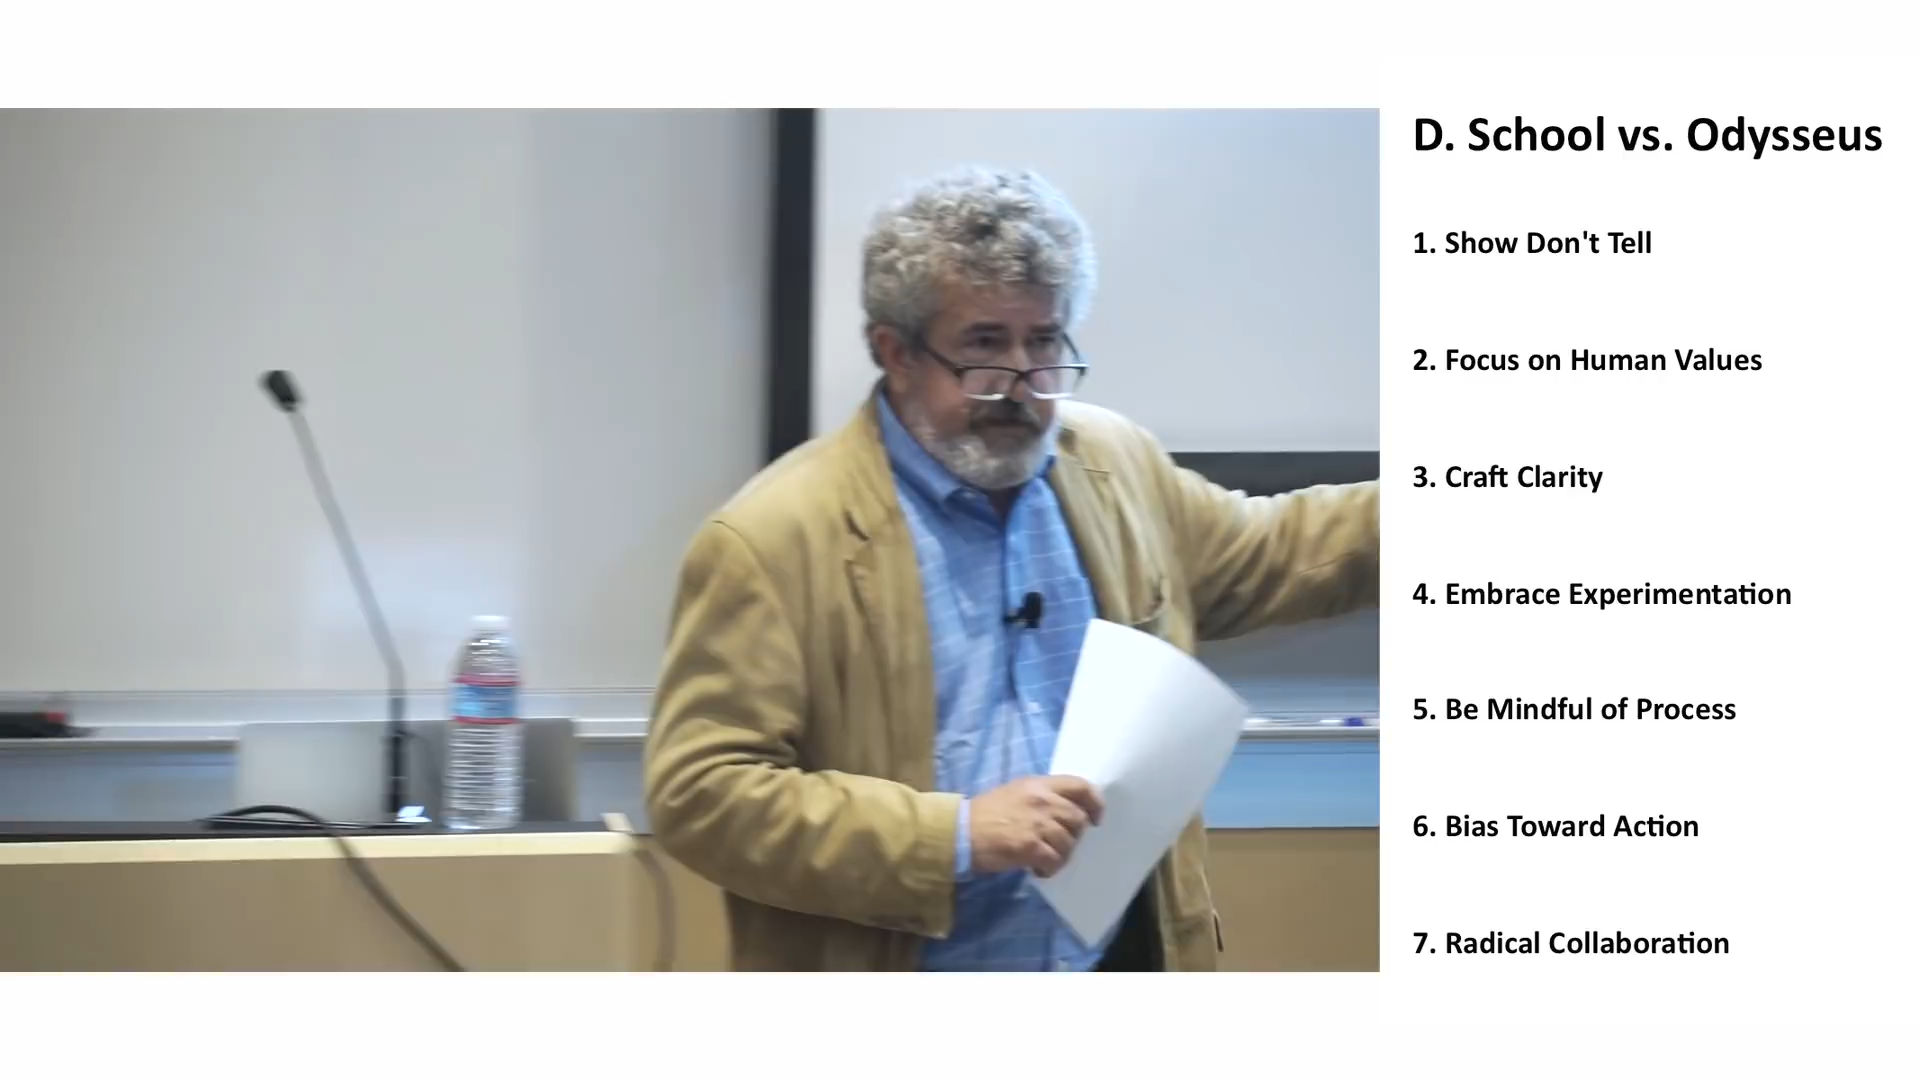 D. School vs. Odysseus
1. Show Don't Tell
2. Focus on Human Values
3. Craft Clarity
4. Embrace Experimentation
5. Be Mindful of Process
6. Bias Toward Action
7. Radical Collaboration